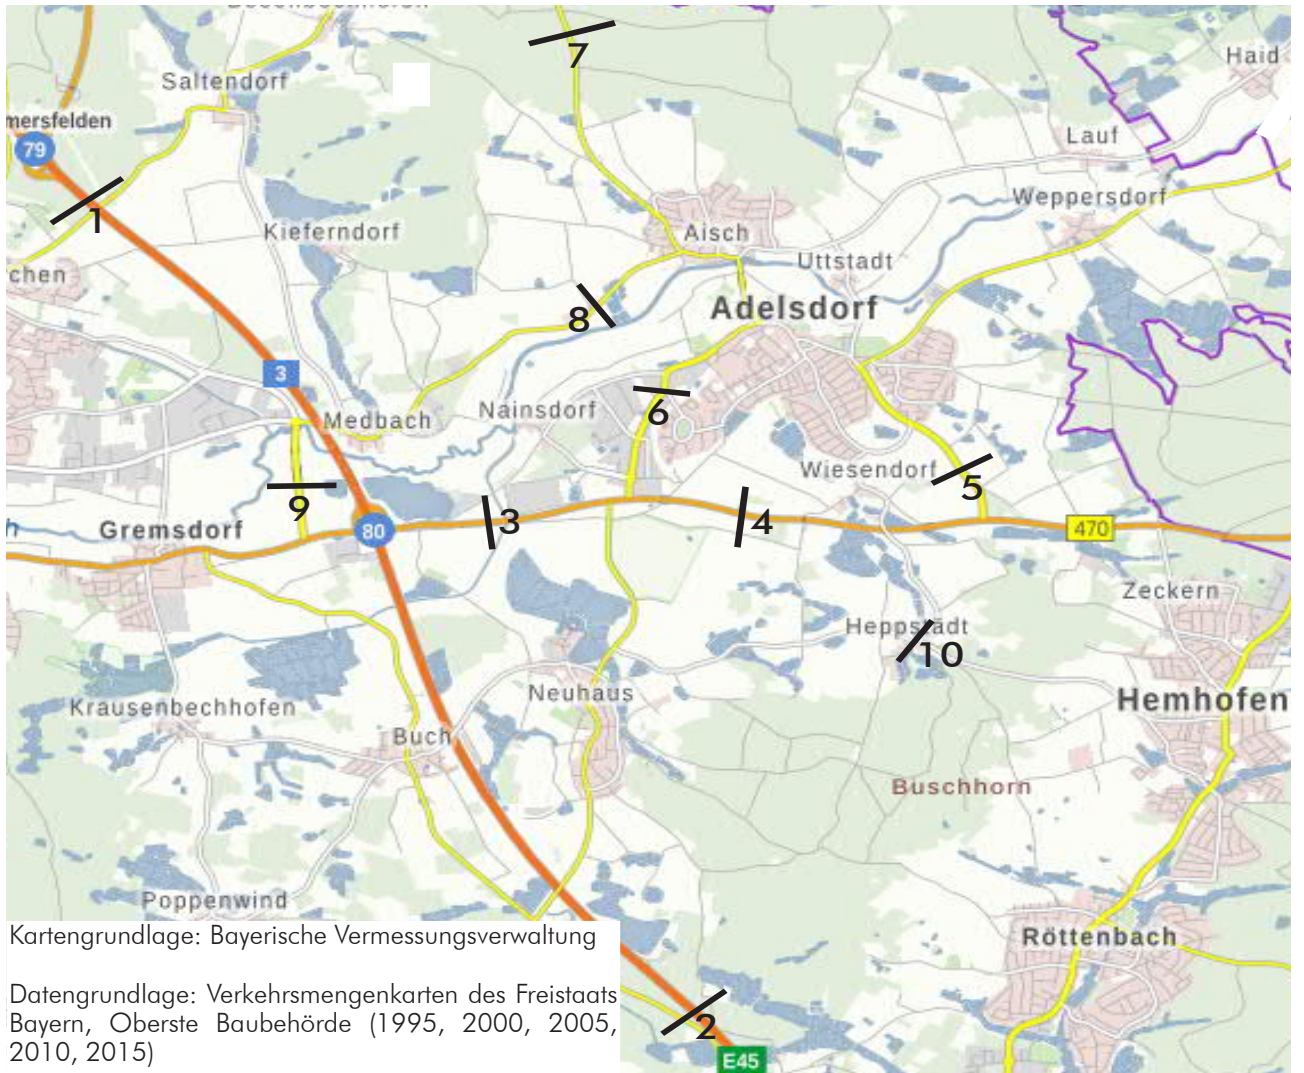 Haid
7
Saltendorf
mersfelden
79
Lauf
Weppersdorf
1
Kieferndorf
Aisch
chen
Uttstadt
8
Adelsdorf
3
Nainsdorf
6
Medbach
Wiesendorf
5
9
3
4
Gremsdorf
80
470
Zeckern
Heppstädt
10
Neuhaus
Krausenbechhofen
Hemhofen
Buch
Buschhorn
Poppenwind
Kartengrundlage: Bayerische Vermessungsverwaltung
Röttenbach
Datengrundlage: Verkehrsmengenkarten des Freistaats
Bayern, Oberste Baubehörde (1995, 2000, 2005,
2010, 2015)
2
E45